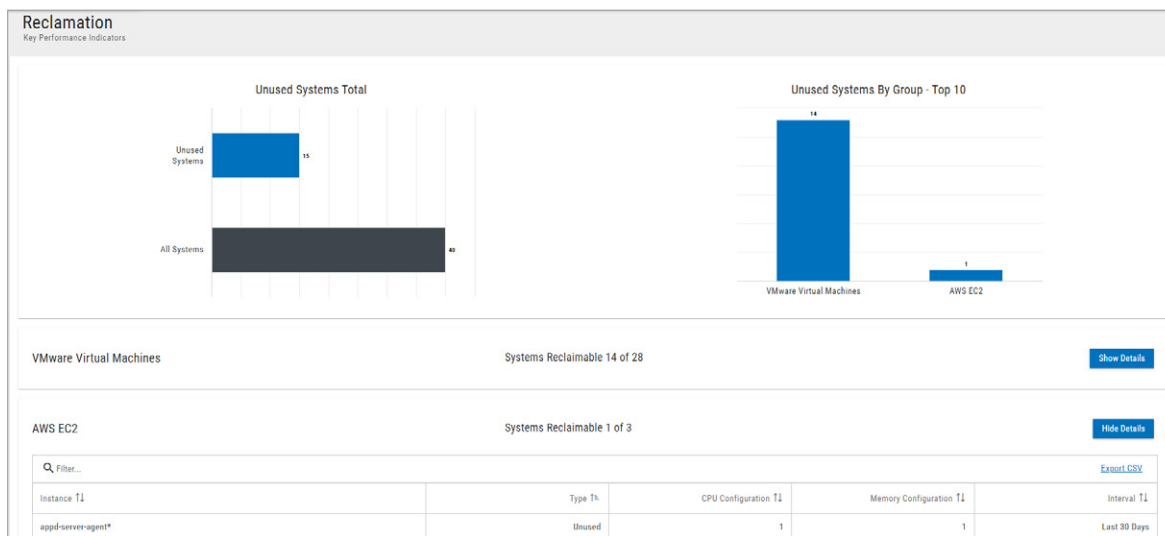 Reclamation
Key Performance Indicators
Unused Systems Total
Unused
Systems
15
All Systems
40
Unused Systems By Group - Top 10
14
1
VMware Virtual Machines
AWS EC2
VMware Virtual Machines
Systems Reclaimable 14 of 28
Show Details
AWS EC2
Systems Reclaimable 1 of 3
Hide Details
Filter...
Export CSV
Instance Type CPU Configuration Memory Configuration Interval
appd-server-agent* Unused 1 1 Last 30 Days